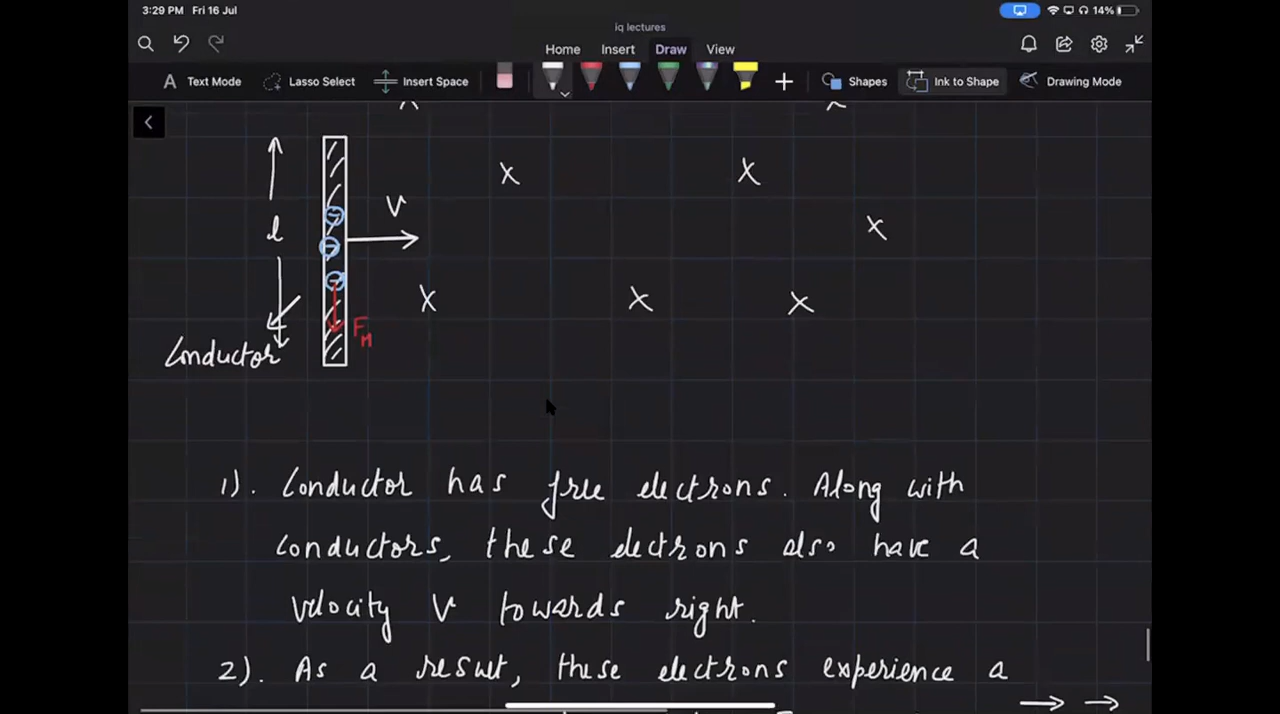 3:29 PM Fri 16 Jul
14%
iq lectures
Home Insert Draw View
Text Mode Lasso Select Insert Space Shapes Ink to Shape Drawing Mode
x x
x x
V
l
x
x x x
F_M
Conductor
1). Conductor has free electrons. Along with
conductors, these electrons also have a
velocity V towards right.
2). As a result, these electrons experience a